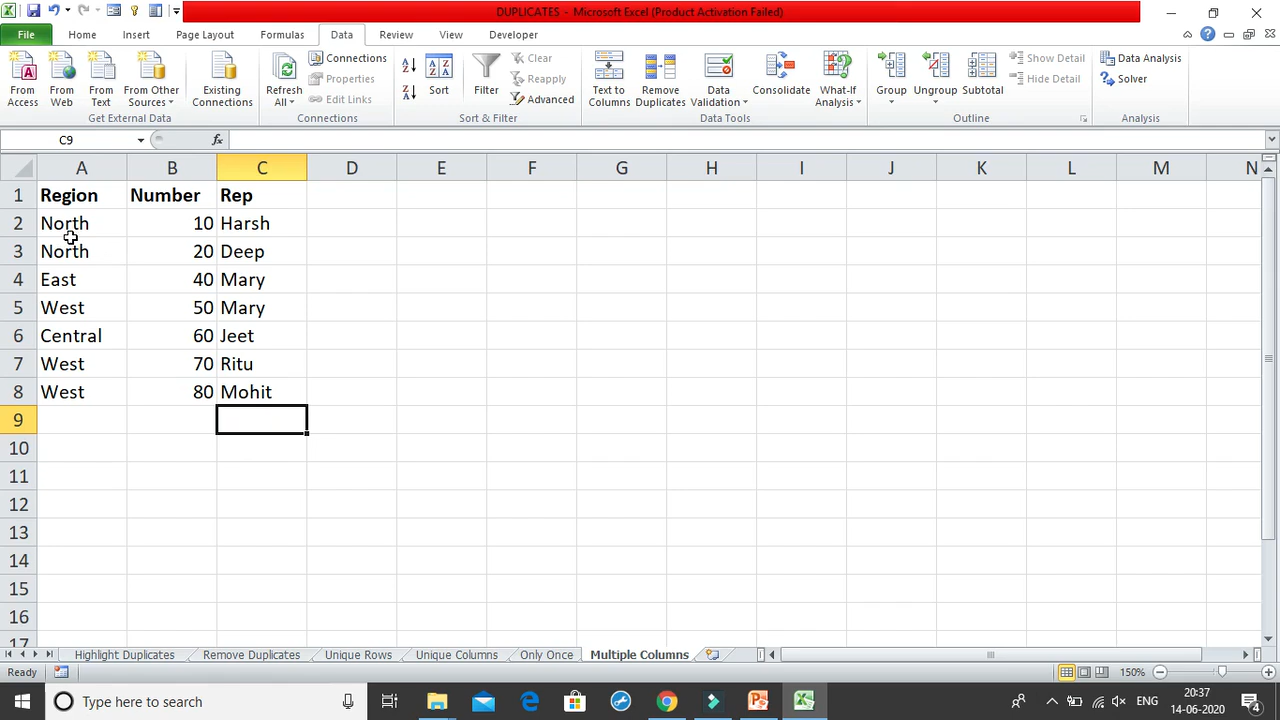 DUPLICATES - Microsoft Excel (Product Activation Failed)
File Home Insert Page Layout Formulas Data Review View Developer
From Access
From Web
From Text
From Other Sources
Existing Connections
Get External Data
Refresh All
Connections
Properties
Edit Links
Connections
Sort
Filter
Clear
Reapply
Advanced
Sort & Filter
Text to Columns
Remove Duplicates
Data Validation
Consolidate
What-If Analysis
Data Tools
Group
Ungroup
Subtotal
Show Detail
Hide Detail
Outline
Data Analysis
Solver
Analysis
C9 fx
A B C D E F G H I J K L M N
1 Region Number Rep
2 North 10 Harsh
3 North 20 Deep
4 East 40 Mary
5 West 50 Mary
6 Central 60 Jeet
7 West 70 Ritu
8 West 80 Mohit
9
10
11
12
13
14
15
16
17
Highlight Duplicates Remove Duplicates Unique Rows Unique Columns Only Once Multiple Columns
Ready 150%
Type here to search ENG 20:37
14-06-2020 4